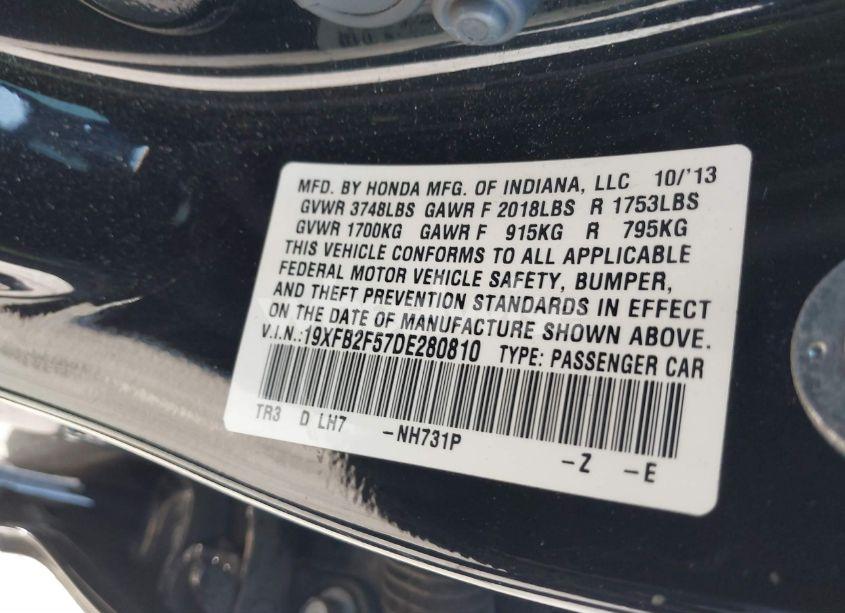 MFD. BY HONDA MFG. OF INDIANA, LLC 10/'13
GVWR 3748LBS GAWR F 2018LBS R 1753LBS
GVWR 1700KG GAWR F 915KG R 795KG
THIS VEHICLE CONFORMS TO ALL APPLICABLE
FEDERAL MOTOR VEHICLE SAFETY, BUMPER,
AND THEFT PREVENTION STANDARDS IN EFFECT
ON THE DATE OF MANUFACTURE SHOWN ABOVE.
V.I.N.:19XFB2F57DE280810 TYPE: PASSENGER CAR
TR3 D LH7 -NH731P -Z -E